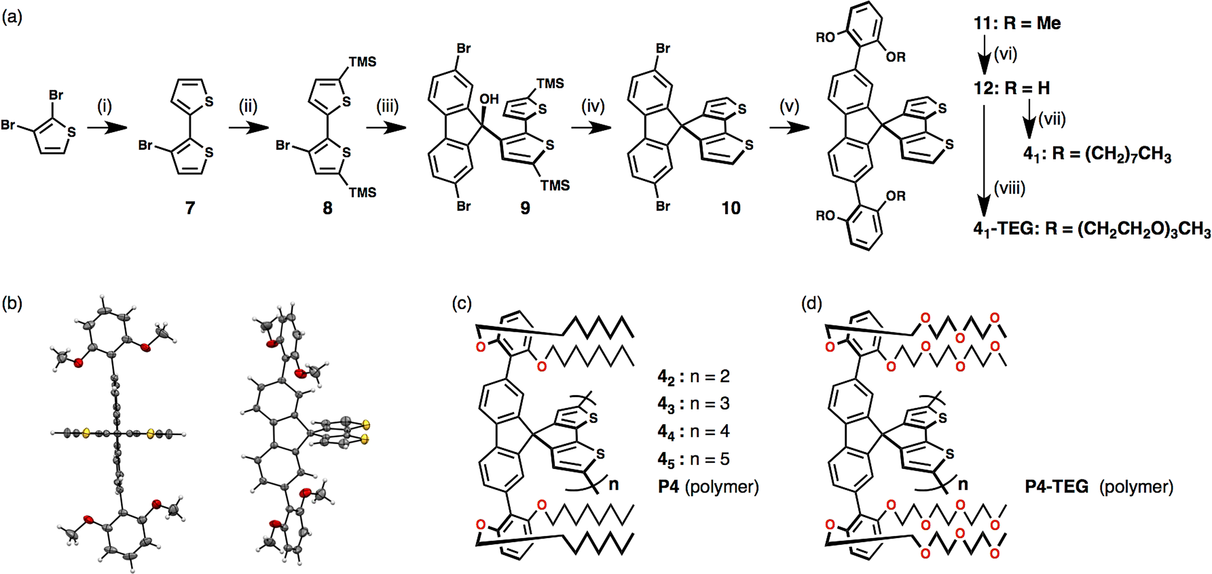 (a)
Br
Br
S
(i)
S
Br
S
7
(ii)
TMS
S
Br
S
TMS
8
(iii)
Br
OH
TMS
S
S
TMS
Br
9
(iv)
Br
S
S
Br
10
(v)
RO
OR
S
S
RO
OR
11: R = Me
(vi)
12: R = H
(vii)
4₁: R = (CH₂)₇CH₃
(viii)
4₁-TEG: R = (CH₂CH₂O)₃CH₃
(b)
(c)
O
O
S
S
n
O
O
4₂ : n = 2
4₃ : n = 3
4₄ : n = 4
4₅ : n = 5
P4 (polymer)
(d)
O
O
O
O
O
O
O
O
S
S
n
P4-TEG (polymer)
O
O
O
O
O
O
O
O